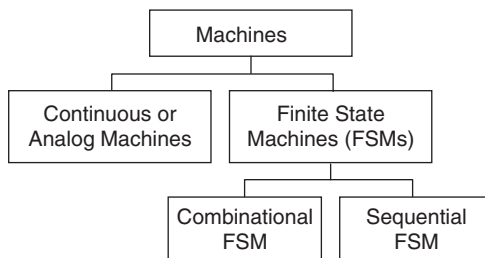 Machines
Continuous or
Analog Machines
Finite State
Machines (FSMs)
Combinational
FSM
Sequential
FSM